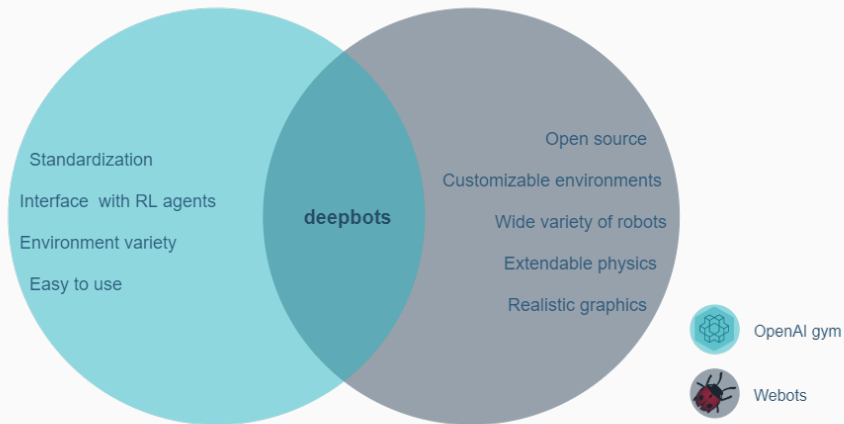 Standardization
Interface with RL agents
Environment variety
Easy to use
deepbots
Open source
Customizable environments
Wide variety of robots
Extendable physics
Realistic graphics
OpenAI gym
Webots